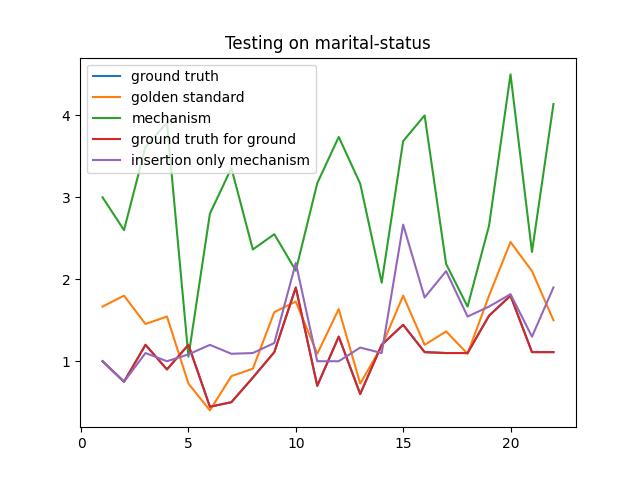 Testing on marital-status
ground truth
golden standard
mechanism
ground truth for ground
insertion only mechanism
4
3
2
1
0
5
10
15
20